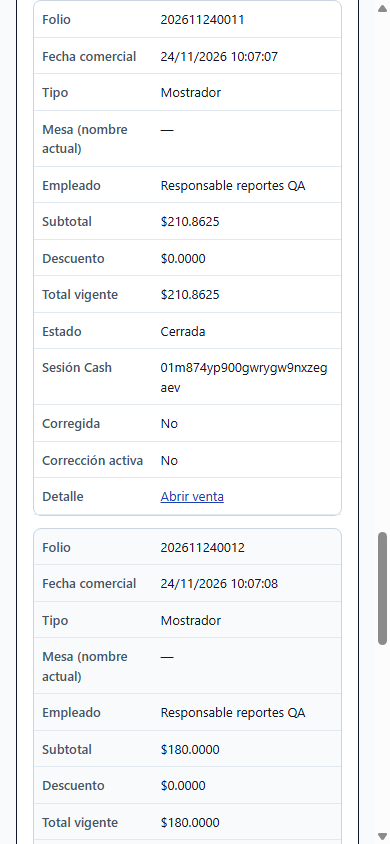 Folio 202611240011
Fecha comercial 24/11/2026 10:07:07
Tipo Mostrador
Mesa (nombre actual) —
Empleado Responsable reportes QA
Subtotal $210.8625
Descuento $0.0000
Total vigente $210.8625
Estado Cerrada
Sesión Cash 01m874yp900gwrygw9nxzeg
aev
Corregida No
Corrección activa No
Detalle Abrir venta
Folio 202611240012
Fecha comercial 24/11/2026 10:07:08
Tipo Mostrador
Mesa (nombre actual) —
Empleado Responsable reportes QA
Subtotal $180.0000
Descuento $0.0000
Total vigente $180.0000